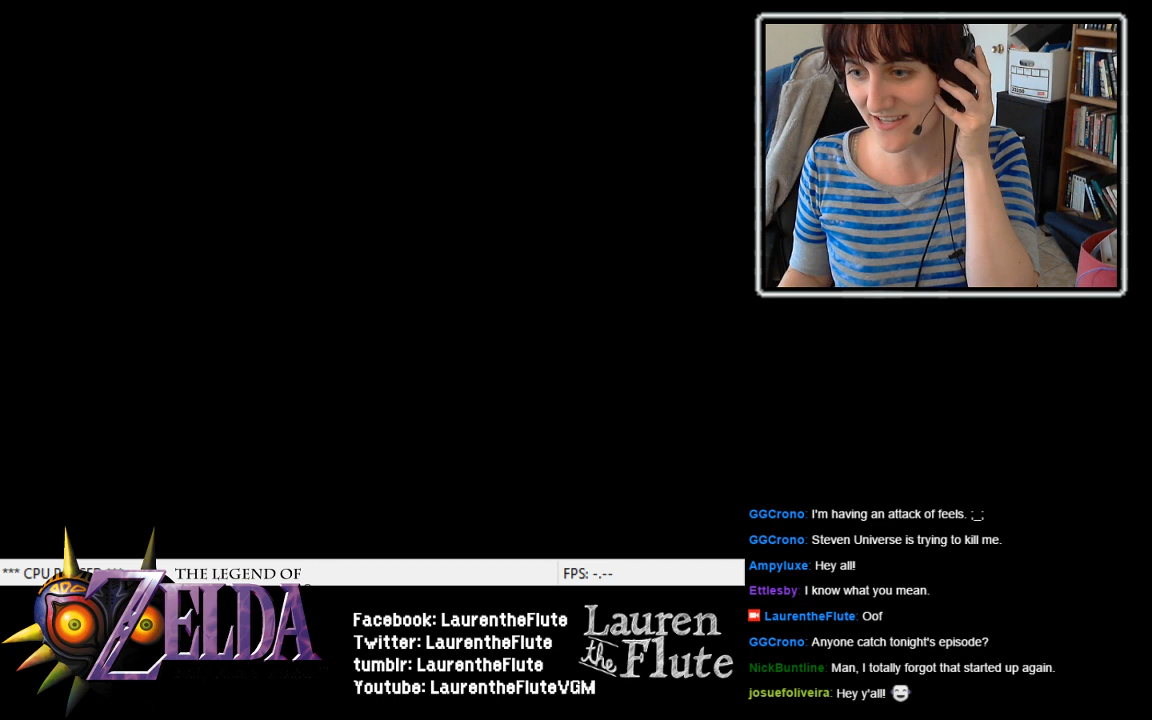 GGCrono: I'm having an attack of feels. ;_;
GGCrono: Steven Universe is trying to kill me.
Ampyluxe: Hey all!
Ettlesby: I know what you mean.
LaurentheFlute: Oof
GGCrono: Anyone catch tonight's episode?
NickBuntline: Man, I totally forgot that started up again.
josuefoliveira: Hey y'all!
*** CPU
FPS: -.--
THE LEGEND OF
ZELDA
Facebook: LaurentheFlute
Twitter: LaurentheFlute
tumblr: LaurentheFlute
Youtube: LaurentheFluteVGM
Lauren
the Flute